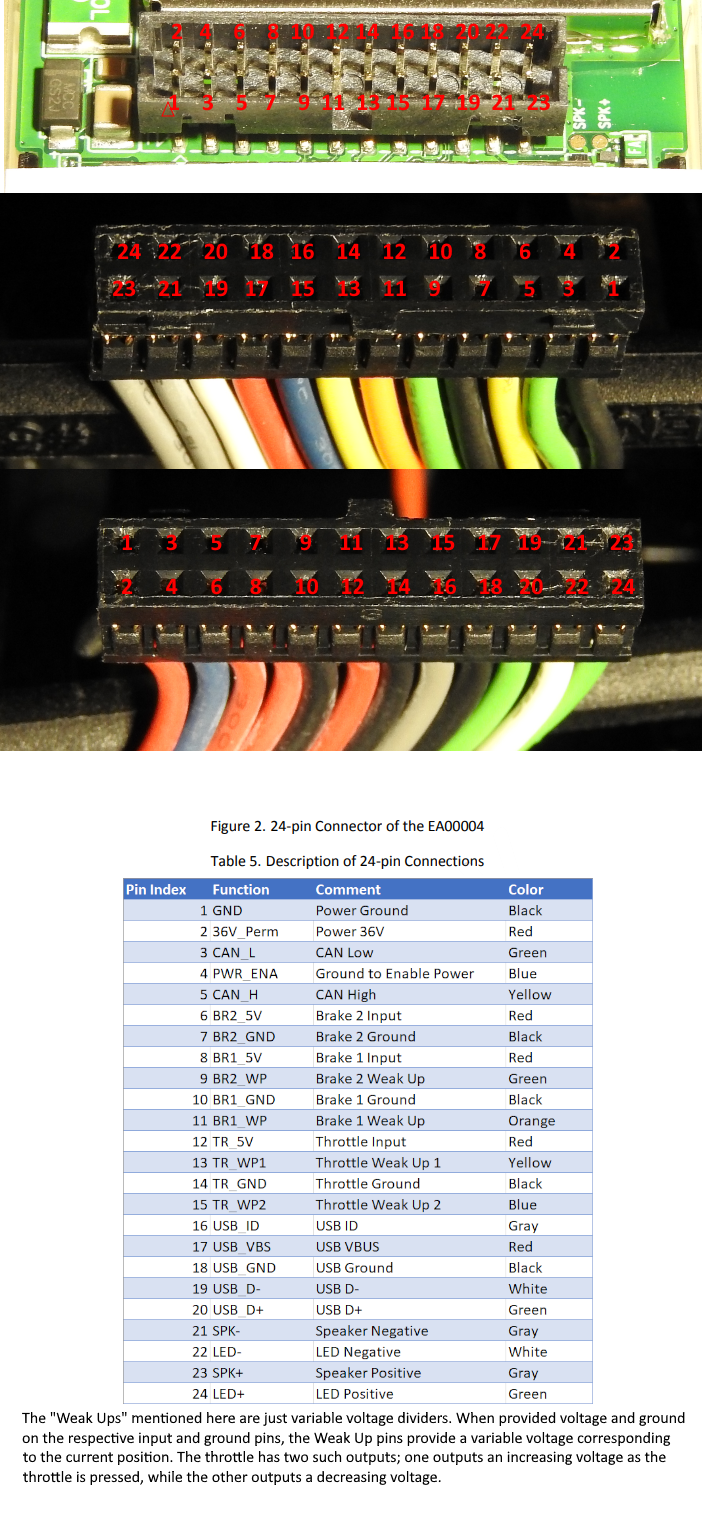 2 4 6 8 10 12 14 16 18 20 22 24
1 3 5 7 9 11 13 15 17 19 21 23
SPK- SPK+
24 22 20 18 16 14 12 10 8 6 4 2
23 21 19 17 15 13 11 9 7 5 3 1
1 3 5 7 9 11 13 15 17 19 21 23
2 4 6 8 10 12 14 16 18 20 22 24
Figure 2. 24-pin Connector of the EA00004
Table 5. Description of 24-pin Connections
Pin Index Function Comment Color
1 GND Power Ground Black
2 36V_Perm Power 36V Red
3 CAN_L CAN Low Green
4 PWR_ENA Ground to Enable Power Blue
5 CAN_H CAN High Yellow
6 BR2_5V Brake 2 Input Red
7 BR2_GND Brake 2 Ground Black
8 BR1_5V Brake 1 Input Red
9 BR2_WP Brake 2 Weak Up Green
10 BR1_GND Brake 1 Ground Black
11 BR1_WP Brake 1 Weak Up Orange
12 TR_5V Throttle Input Red
13 TR_WP1 Throttle Weak Up 1 Yellow
14 TR_GND Throttle Ground Black
15 TR_WP2 Throttle Weak Up 2 Blue
16 USB_ID USB ID Gray
17 USB_VBS USB VBUS Red
18 USB_GND USB Ground Black
19 USB_D- USB D- White
20 USB_D+ USB D+ Green
21 SPK- Speaker Negative Gray
22 LED- LED Negative White
23 SPK+ Speaker Positive Gray
24 LED+ LED Positive Green
The "Weak Ups" mentioned here are just variable voltage dividers. When provided voltage and ground
on the respective input and ground pins, the Weak Up pins provide a variable voltage corresponding
to the current position. The throttle has two such outputs; one outputs an increasing voltage as the
throttle is pressed, while the other outputs a decreasing voltage.